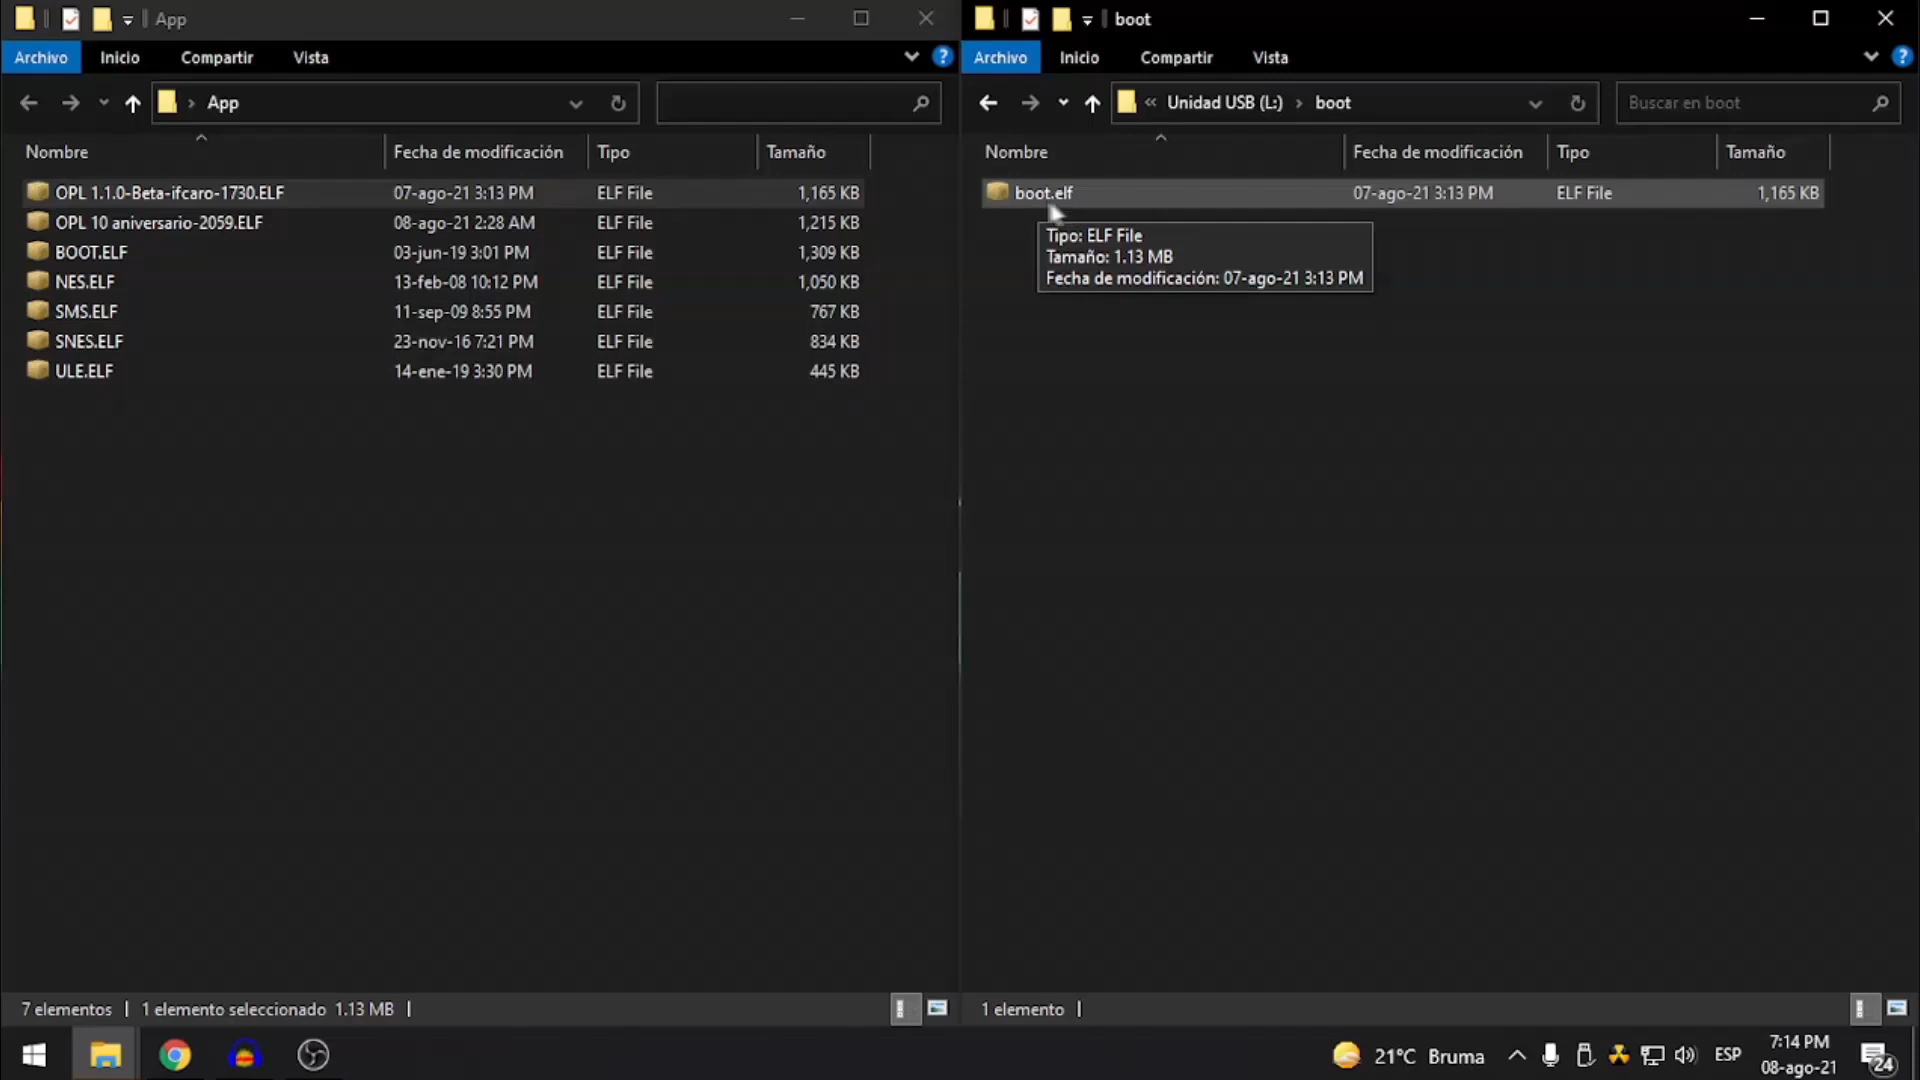 App
Archivo Inicio Compartir Vista
App
Nombre Fecha de modificación Tipo Tamaño
OPL 1.1.0-Beta-ifcaro-1730.ELF 07-ago-21 3:13 PM ELF File 1,165 KB
OPL 10 aniversario-2059.ELF 08-ago-21 2:28 AM ELF File 1,215 KB
BOOT.ELF 03-jun-19 3:01 PM ELF File 1,309 KB
NES.ELF 13-feb-08 10:12 PM ELF File 1,050 KB
SMS.ELF 11-sep-09 8:55 PM ELF File 767 KB
SNES.ELF 23-nov-16 7:21 PM ELF File 834 KB
ULE.ELF 14-ene-19 3:30 PM ELF File 445 KB
7 elementos 1 elemento seleccionado 1.13 MB
boot
Archivo Inicio Compartir Vista
« Unidad USB (L:) > boot Buscar en boot
Nombre Fecha de modificación Tipo Tamaño
boot.elf 07-ago-21 3:13 PM ELF File 1,165 KB
Tipo: ELF File
Tamaño: 1.13 MB
Fecha de modificación: 07-ago-21 3:13 PM
1 elemento
21°C Bruma ESP 7:14 PM
08-ago-21 24